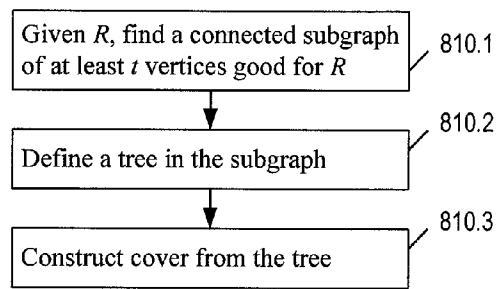 Given R, find a connected subgraph
of at least t vertices good for R
810.1
Define a tree in the subgraph
810.2
Construct cover from the tree
810.3